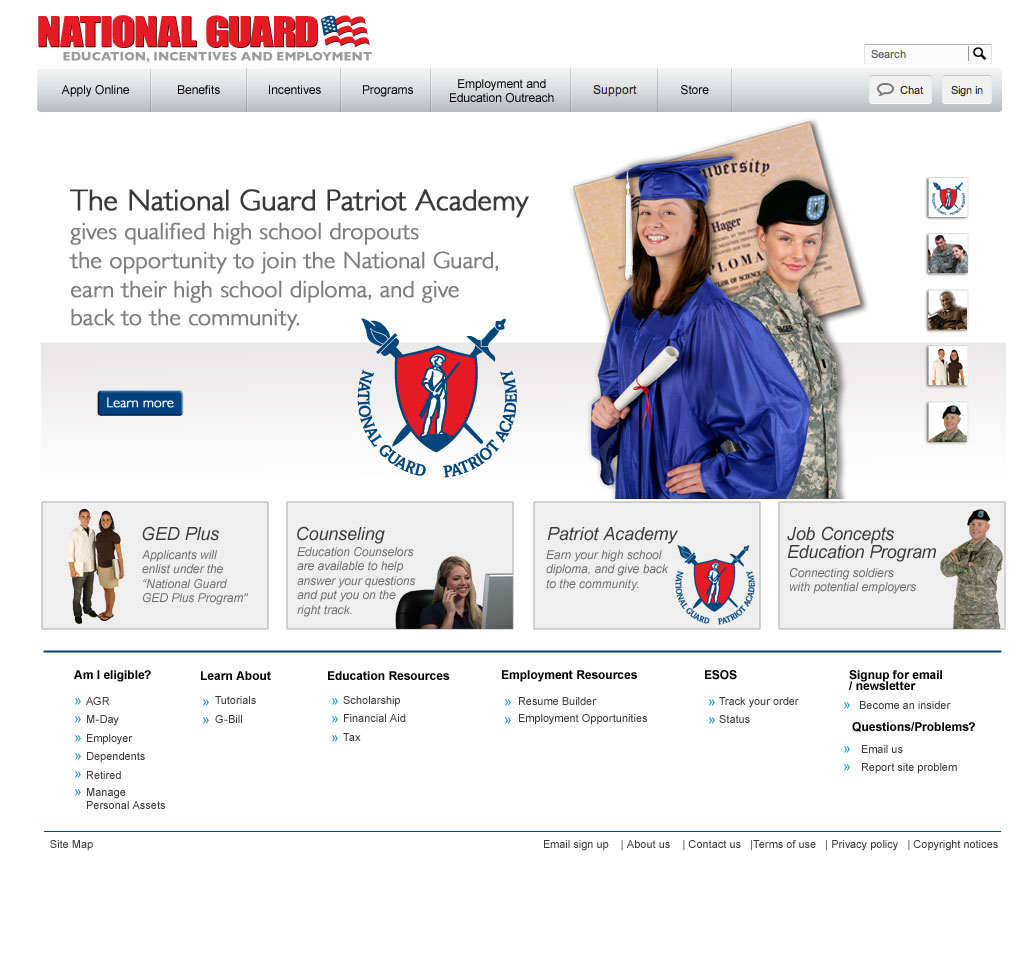 NATIONAL GUARD
EDUCATION, INCENTIVES AND EMPLOYMENT
Search
Apply Online
Benefits
Incentives
Programs
Employment and
Education Outreach
Support
Store
Chat
Sign in
The National Guard Patriot Academy
gives qualified high school dropouts
the opportunity to join the National Guard,
earn their high school diploma, and give
back to the community.
Learn more
NATIONAL GUARD PATRIOT ACADEMY
Hager
GED Plus
Applicants will
enlist under the
“National Guard
GED Plus Program"
Counseling
Education Counselors
are available to help
answer your questions
and put you on the
right track.
Patriot Academy
Earn your high school
diploma, and give back
to the community.
NATIONAL GUARD PATRIOT ACADEMY
Job Concepts
Education Program
Connecting soldiers
with potential employers
Am I eligible?
» AGR
» M-Day
» Employer
» Dependents
» Retired
» Manage
Personal Assets
Learn About
» Tutorials
» G-Bill
Education Resources
» Scholarship
» Financial Aid
» Tax
Employment Resources
» Resume Builder
» Employment Opportunities
ESOS
» Track your order
» Status
Signup for email
/ newsletter
» Become an insider
Questions/Problems?
» Email us
» Report site problem
Site Map
Email sign up | About us | Contact us |Terms of use | Privacy policy | Copyright notices